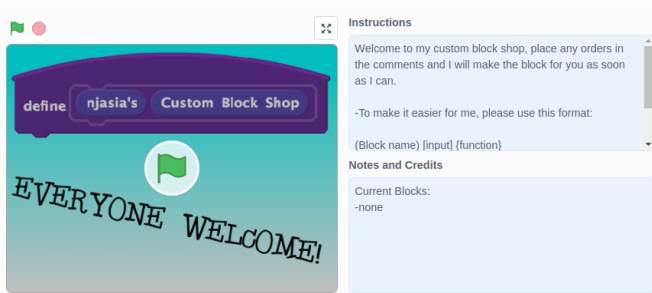 Instructions
Welcome to my custom block shop, place any orders in
the comments and I will make the block for you as soon
as I can.
-To make it easier for me, please use this format:
(Block name) [input] {function}
define njasia's Custom Block Shop
EVERYONE WELCOME!
Notes and Credits
Current Blocks:
-none